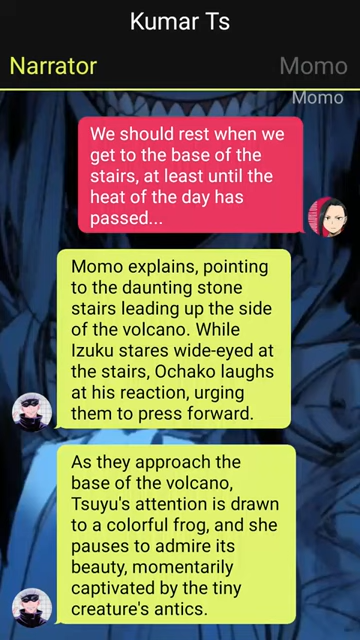 Kumar Ts
Narrator
Momo
Momo
We should rest when we
get to the base of the
stairs, at least until the
heat of the day has
passed...
Momo explains, pointing
to the daunting stone
stairs leading up the side
of the volcano. While
Izuku stares wide-eyed at
the stairs, Ochako laughs
at his reaction, urging
them to press forward.
As they approach the
base of the volcano,
Tsuyu's attention is drawn
to a colorful frog, and she
pauses to admire its
beauty, momentarily
captivated by the tiny
creature's antics.